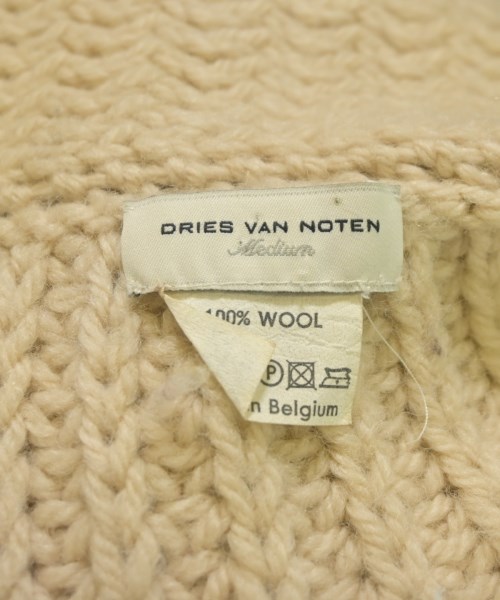 DRIES VAN NOTEN
Medium
100% WOOL
P
n Belgium